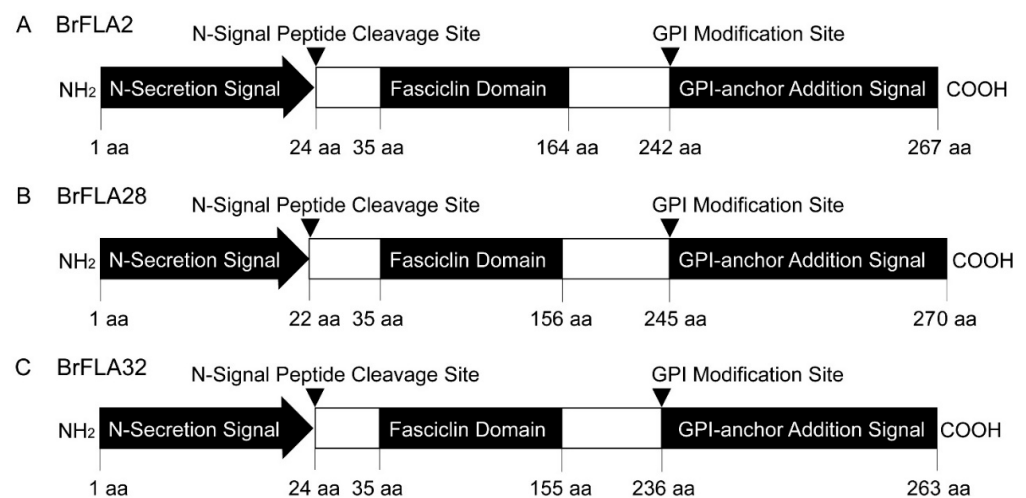 A BrFLA2
N-Signal Peptide Cleavage Site GPI Modification Site
NH2 N-Secretion Signal Fasciclin Domain GPI-anchor Addition Signal COOH
1 aa 24 aa 35 aa 164 aa 242 aa 267 aa
B BrFLA28
N-Signal Peptide Cleavage Site GPI Modification Site
NH2 N-Secretion Signal Fasciclin Domain GPI-anchor Addition Signal COOH
1 aa 22 aa 35 aa 156 aa 245 aa 270 aa
C BrFLA32
N-Signal Peptide Cleavage Site GPI Modification Site
NH2 N-Secretion Signal Fasciclin Domain GPI-anchor Addition Signal COOH
1 aa 24 aa 35 aa 155 aa 236 aa 263 aa